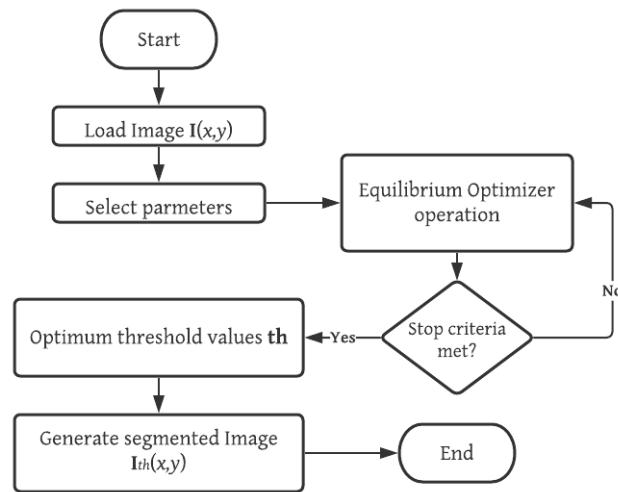 Start
Load Image I(x,y)
Select parmeters
Equilibrium Optimizer
operation
No
Stop criteria
met?
Yes
Optimum threshold values th
Generate segmented Image
Ith(x,y)
End